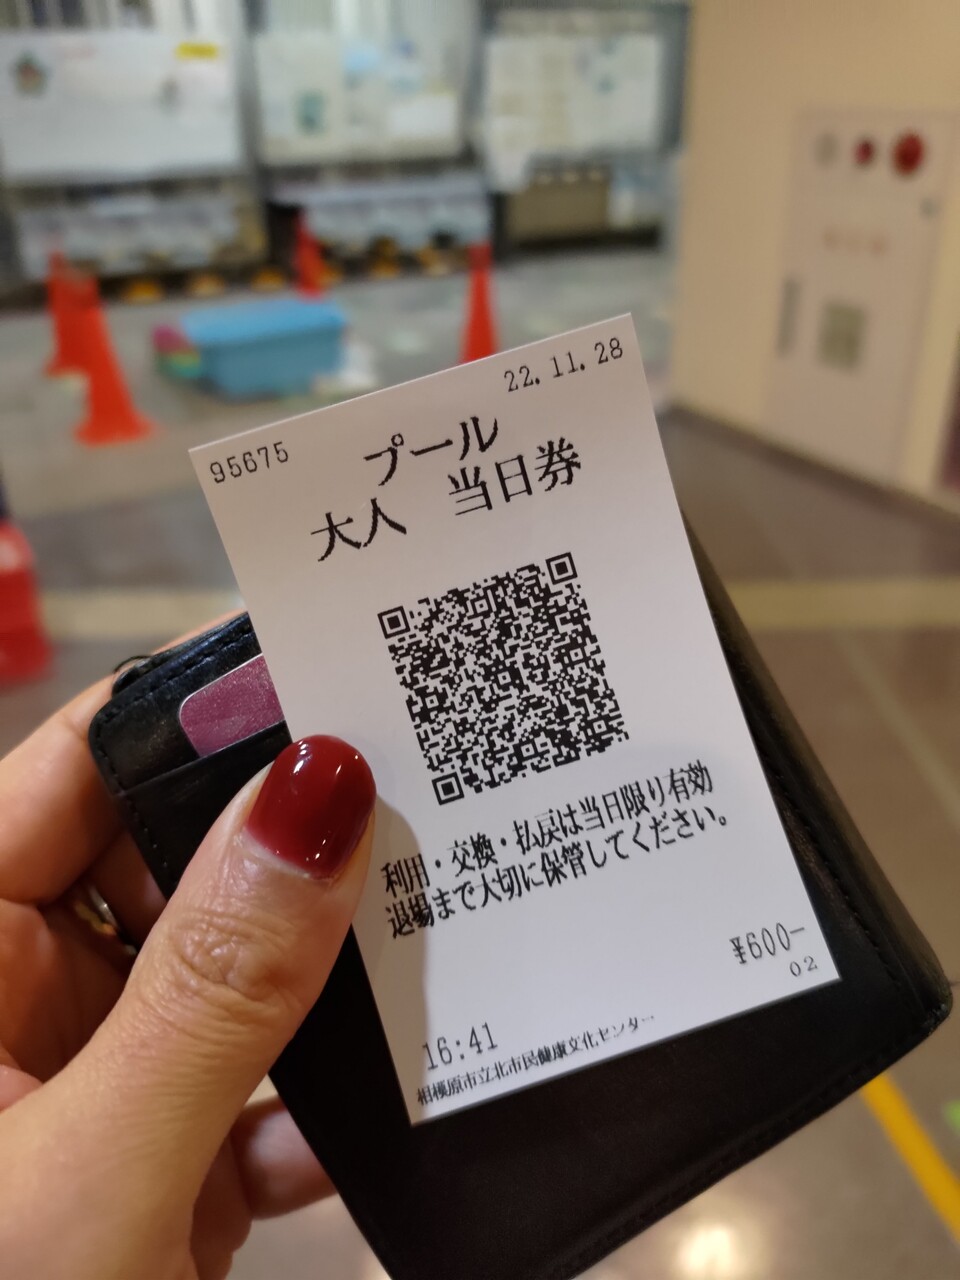 22.11.28
95675
プール
大人　当日券
利用・交換・払戻は当日限り有効
退場まで大切に保管してください。
¥600-
02
16:41
相模原市立北市民健康文化センター